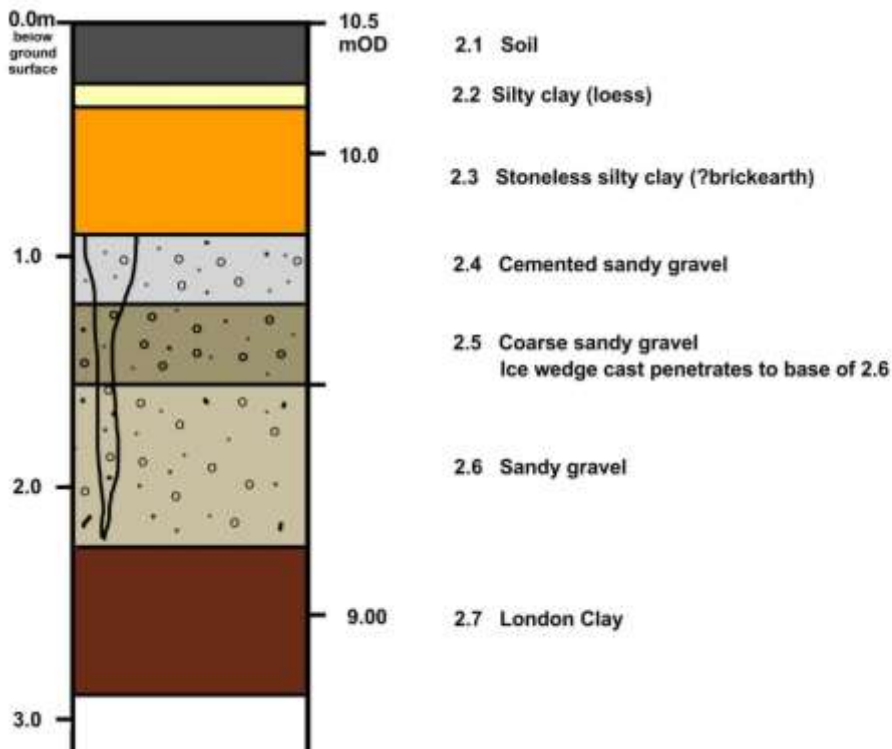 0.0m
below
ground
surface
10.5
mOD
2.1 Soil
2.2 Silty clay (loess)
10.0
2.3 Stoneless silty clay (?brickearth)
1.0
2.4 Cemented sandy gravel
2.5 Coarse sandy gravel
Ice wedge cast penetrates to base of 2.6
2.0
2.6 Sandy gravel
9.00
2.7 London Clay
3.0